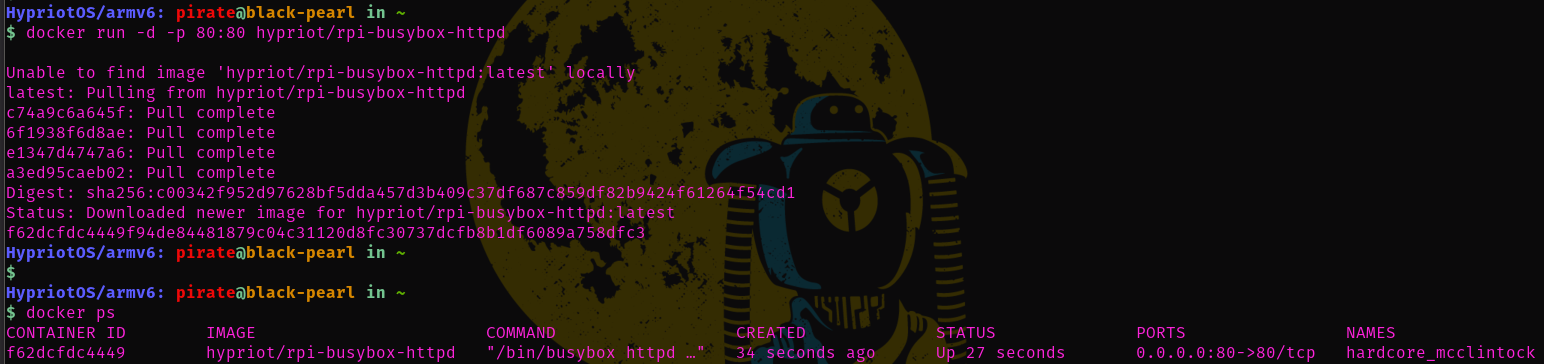 HypriotOS/armv6: pirate@black-pearl in ~
$ docker run -d -p 80:80 hypriot/rpi-busybox-httpd
Unable to find image 'hypriot/rpi-busybox-httpd:latest' locally
latest: Pulling from hypriot/rpi-busybox-httpd
c74a9c6a645f: Pull complete
6f1938f6d8ae: Pull complete
e1347d4747a6: Pull complete
a3ed95caeb02: Pull complete
Digest: sha256:c00342f952d97628bf5dda457d3b409c37df687c859df82b9424f61264f54cd1
Status: Downloaded newer image for hypriot/rpi-busybox-httpd:latest
f62dcfdc4449f94de84481879c04c31120d8fc30737dcfb8b1df6089a758dfc3
HypriotOS/armv6: pirate@black-pearl in ~
$
HypriotOS/armv6: pirate@black-pearl in ~
$ docker ps
CONTAINER ID IMAGE COMMAND CREATED STATUS PORTS NAMES
f62dcfdc4449 hypriot/rpi-busybox-httpd "/bin/busybox httpd …" 34 seconds ago Up 27 seconds 0.0.0.0:80->80/tcp hardcore_mcclintock